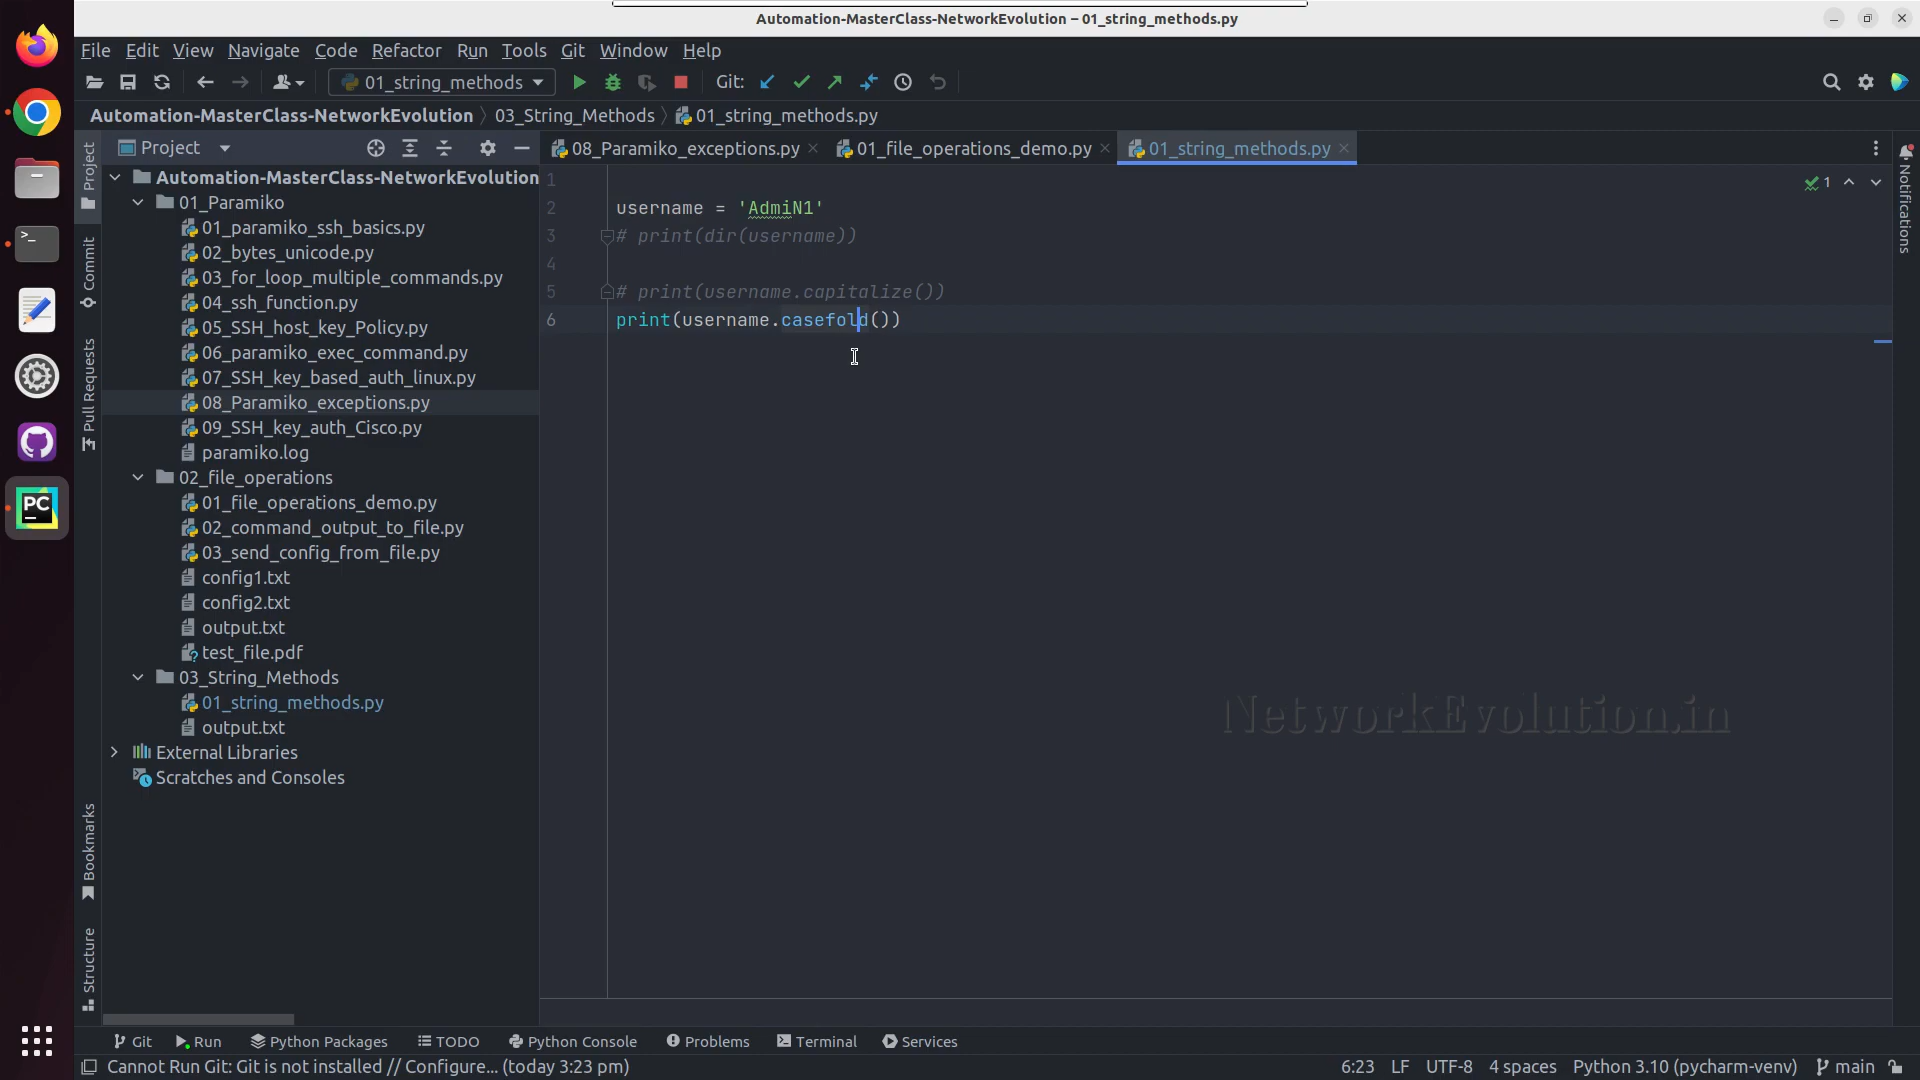 Automation-MasterClass-NetworkEvolution – 01_string_methods.py
File Edit View Navigate Code Refactor Run Tools Git Window Help
01_string_methods Git:
Automation-MasterClass-NetworkEvolution 03_String_Methods 01_string_methods.py
Project
08_Paramiko_exceptions.py 01_file_operations_demo.py 01_string_methods.py
Project
Commit
Pull Requests
Bookmarks
Structure
Notifications
Automation-MasterClass-NetworkEvolution
01_Paramiko
01_paramiko_ssh_basics.py
02_bytes_unicode.py
03_for_loop_multiple_commands.py
04_ssh_function.py
05_SSH_host_key_Policy.py
06_paramiko_exec_command.py
07_SSH_key_based_auth_linux.py
08_Paramiko_exceptions.py
09_SSH_key_auth_Cisco.py
paramiko.log
02_file_operations
01_file_operations_demo.py
02_command_output_to_file.py
03_send_config_from_file.py
config1.txt
config2.txt
output.txt
test_file.pdf
03_String_Methods
01_string_methods.py
output.txt
External Libraries
Scratches and Consoles
1
2 username = 'AdmiN1'
3 # print(dir(username))
4
5 # print(username.capitalize())
6 print(username.casefold())
1
NetworkEvolution.in
PC
Git Run Python Packages TODO Python Console Problems Terminal Services
Cannot Run Git: Git is not installed // Configure... (today 3:23 pm) 6:23 LF UTF-8 4 spaces Python 3.10 (pycharm-venv) main